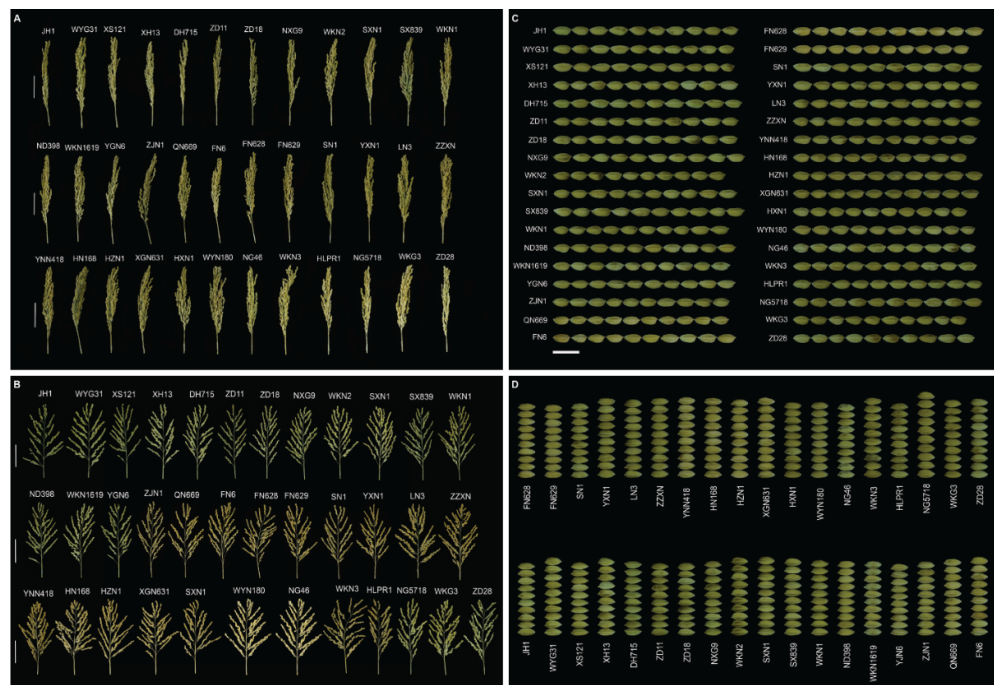 A
JH1 WYG31 XS121 XH13 DH715 ZD11 ZD18 NXG9 WKN2 SXN1 SX839 WKN1
ND398 WKN1619 YGN6 ZJN1 QN669 FN6 FN628 FN629 SN1 YXN1 LN3 ZZXN
YNN418 HN168 HZN1 XGN631 HXN1 WYN180 NG46 WKN3 HLPR1 NG5718 WKG3 ZD28
B
JH1 WYG31 XS121 XH13 DH715 ZD11 ZD18 NXG9 WKN2 SXN1 SX839 WKN1
ND398 WKN1619 YGN6 ZJN1 QN669 FN6 FN628 FN629 SN1 YXN1 LN3 ZZXN
YNN418 HN168 HZN1 XGN631 SXN1 WYN180 NG46 WKN3 HLPR1 NG5718 WKG3 ZD28
C
JH1 FN628
WYG31 FN629
XS121 SN1
XH13 YXN1
DH715 LN3
ZD11 ZZXN
ZD18 YNN418
NXG9 HN168
WKN2 HZN1
SXN1 XGN631
SX839 HXN1
WKN1 WYN180
ND398 NG46
WKN1619 WKN3
YGN6 HLPR1
ZJN1 NG5718
QN669 WKG3
FN6 ZD28
D
FN628 FN629 SN1 YXN1 LN3 ZZXN YNN418 HN168 HZN1 XGN631 HXN1 WYN180 NG46 WKN3 HLPR1 NG5718 WKG3 ZD28
JH1 WYG31 XS121 XH13 DH715 ZD11 ZD18 NXG9 WKN2 SXN1 SX839 WKN1 ND398 WKN1619 YJN6 ZJN1 QN669 FN6